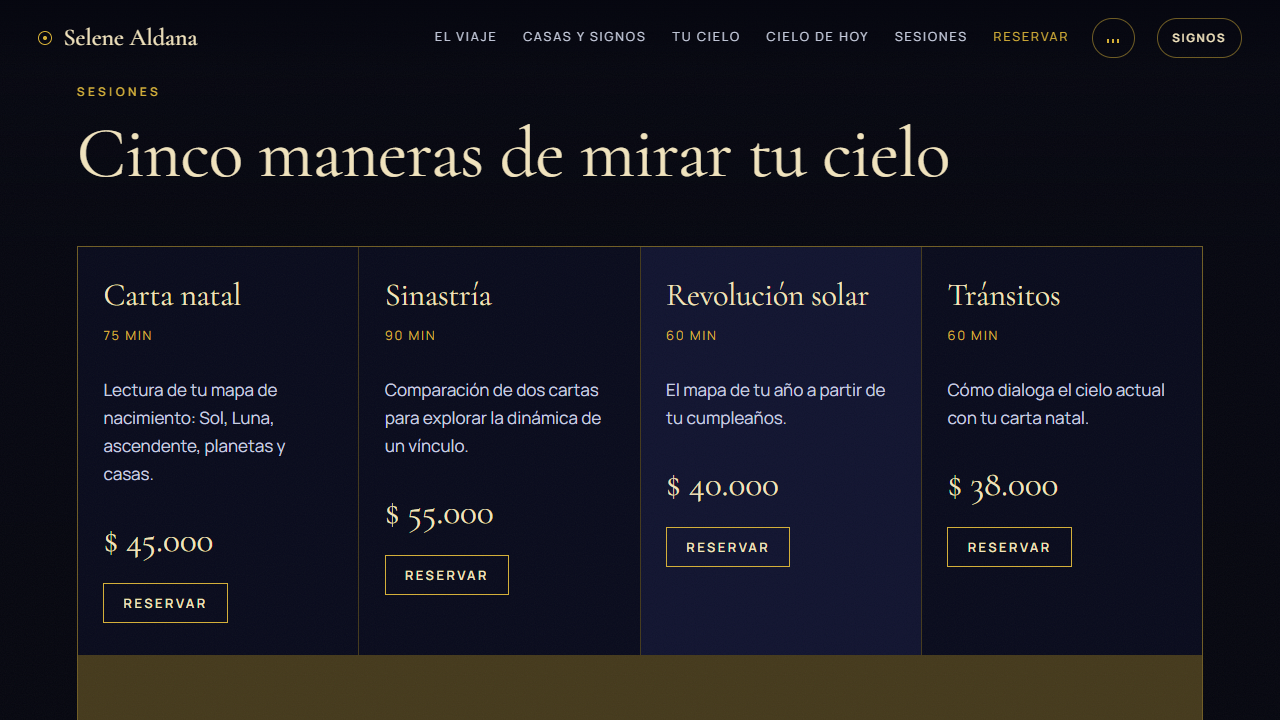 Selene Aldana
EL VIAJE
CASAS Y SIGNOS
TU CIELO
CIELO DE HOY
SESIONES
RESERVAR
...
SIGNOS
SESIONES
Cinco maneras de mirar tu cielo
Carta natal
75 MIN
Lectura de tu mapa de
nacimiento: Sol, Luna,
ascendente, planetas y
casas.
$ 45.000
RESERVAR
Sinastría
90 MIN
Comparación de dos cartas
para explorar la dinámica de
un vínculo.
$ 55.000
RESERVAR
Revolución solar
60 MIN
El mapa de tu año a partir de
tu cumpleaños.
$ 40.000
RESERVAR
Tránsitos
60 MIN
Cómo dialoga el cielo actual
con tu carta natal.
$ 38.000
RESERVAR